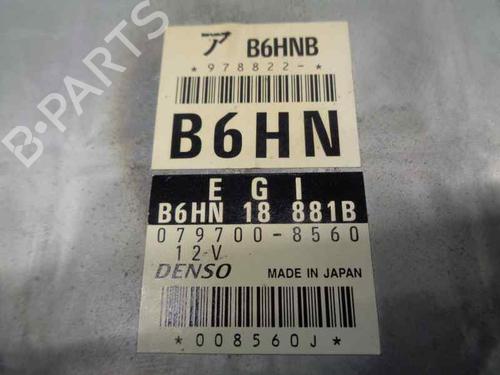 ア B6HNB
*978822-*
B6HN
EGI
B6HN 18 881B
079700-8560
12V
DENSO MADE IN JAPAN
*008560J*
B-PARTS